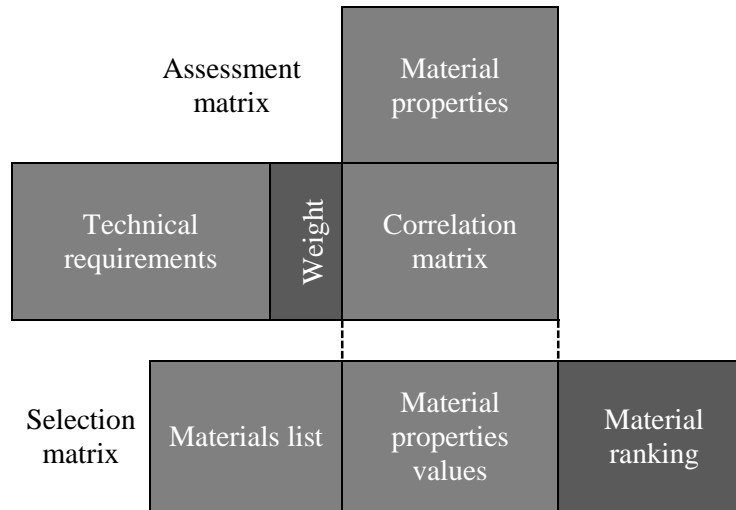 Assessment
matrix
Material
properties
Technical
requirements
Weight
Correlation
matrix
Selection
matrix
Materials list
Material
properties
values
Material
ranking